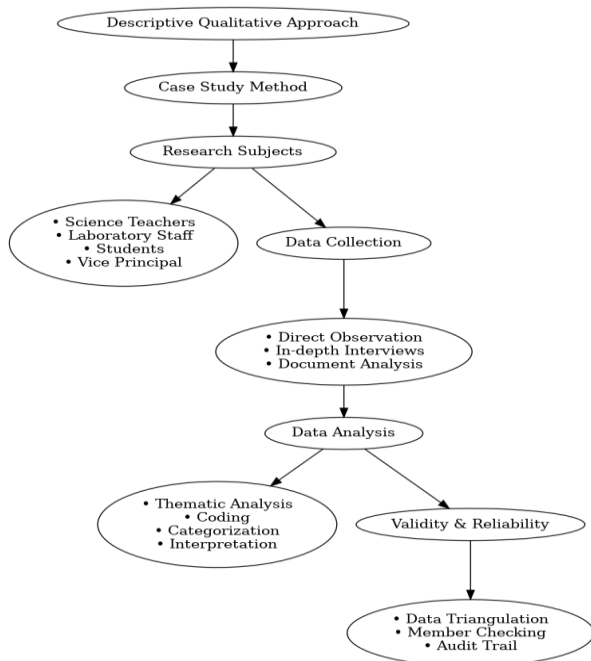 Descriptive Qualitative Approach
Case Study Method
Research Subjects
• Science Teachers
• Laboratory Staff
• Students
• Vice Principal
Data Collection
• Direct Observation
• In-depth Interviews
• Document Analysis
Data Analysis
• Thematic Analysis
• Coding
• Categorization
• Interpretation
Validity & Reliability
• Data Triangulation
• Member Checking
• Audit Trail